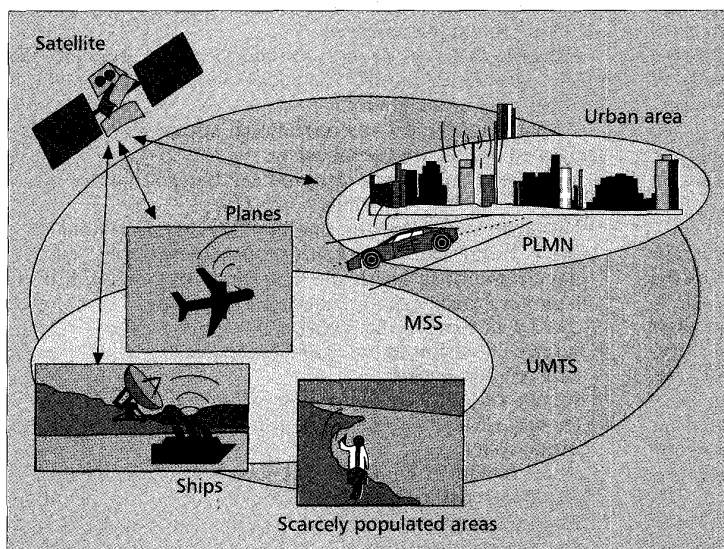 Satellite
Urban area
Planes
PLMN
MSS
UMTS
Ships
Scarcely populated areas